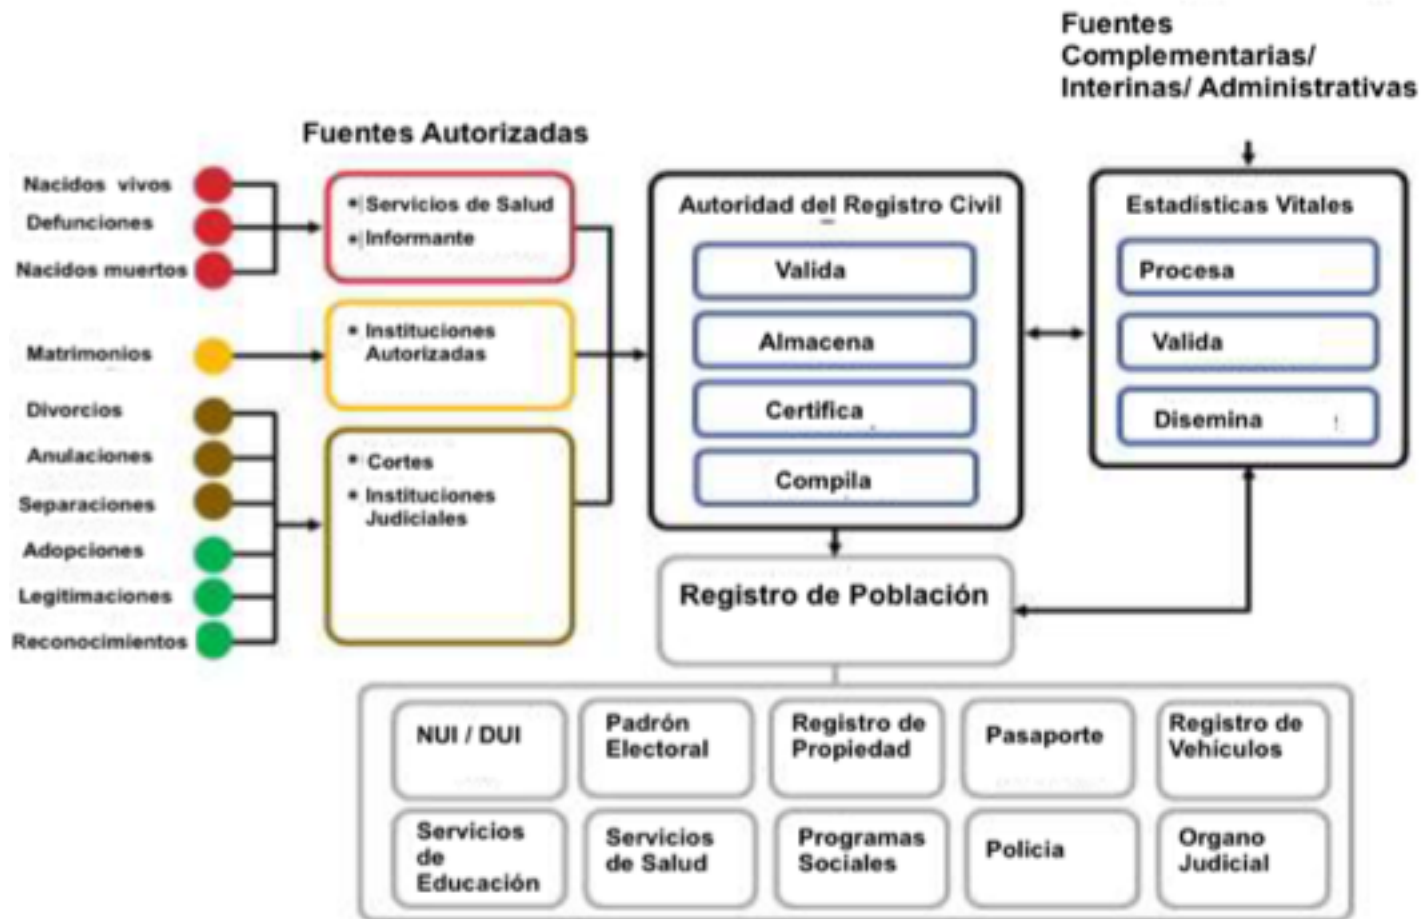 Fuentes
Complementarias/
Interinas/ Administrativas
Fuentes Autorizadas
Nacidos vivos
Defunciones
Nacidos muertos
Matrimonios
Divorcios
Anulaciones
Separaciones
Adopciones
Legitimaciones
Reconocimientos
Servicios de Salud
Informante
Instituciones
Autorizadas
Cortes
Instituciones
Judiciales
Autoridad del Registro Civil
Valida
Almacena
Certifica
Compila
Estadísticas Vitales
Procesa
Valida
Disemina
Registro de Población
NUI / DUI
Padrón
Electoral
Registro de
Propiedad
Pasaporte
Registro de
Vehículos
Servicios
de
Educación
Servicios
de Salud
Programas
Sociales
Policia
Organo
Judicial